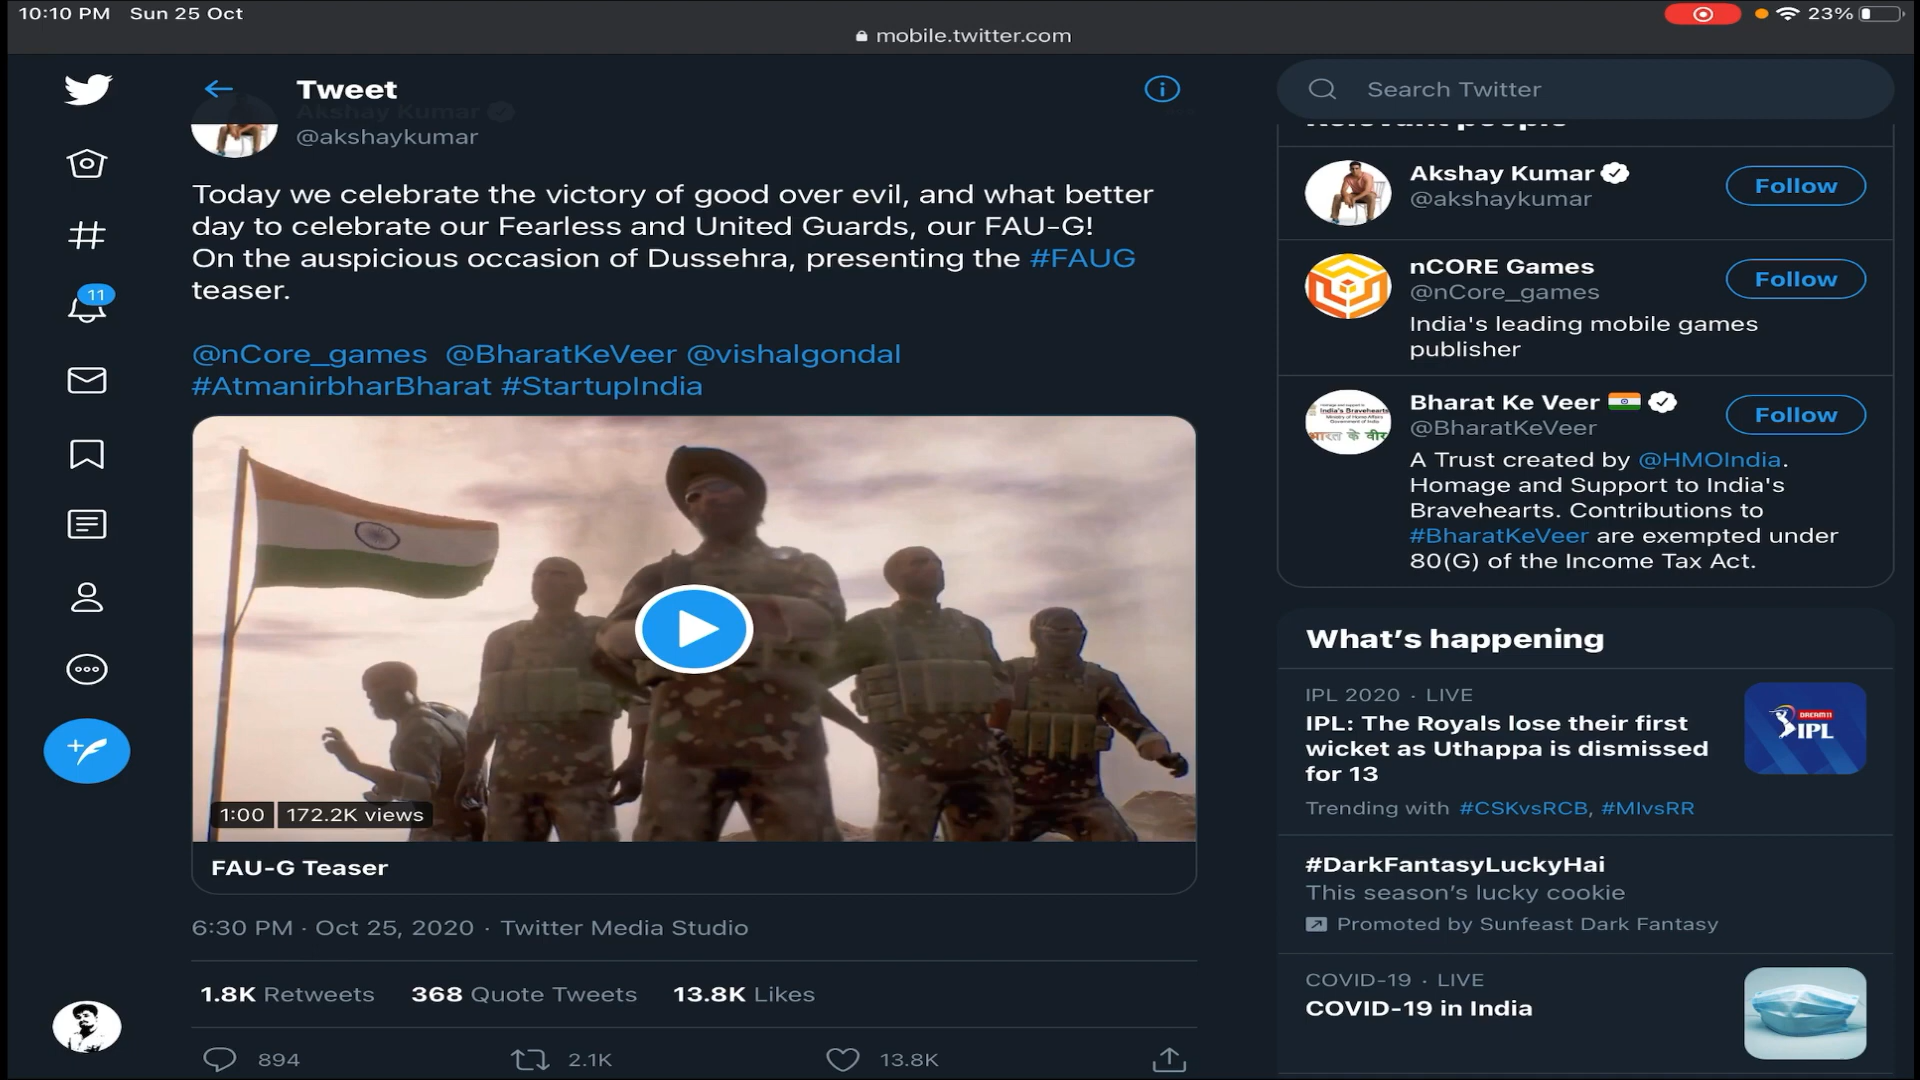 10:10 PM Sun 25 Oct
23%
mobile.twitter.com
Tweet
Search Twitter
Akshay Kumar
@akshaykumar
Today we celebrate the victory of good over evil, and what better
day to celebrate our Fearless and United Guards, our FAU-G!
On the auspicious occasion of Dussehra, presenting the #FAUG
teaser.
@nCore_games @BharatKeVeer @vishalgondal
#AtmanirbharBharat #StartupIndia
1:00 172.2K views
FAU-G Teaser
6:30 PM · Oct 25, 2020 · Twitter Media Studio
1.8K Retweets 368 Quote Tweets 13.8K Likes
894 2.1K 13.8K
11
Relevant people
Akshay Kumar
@akshaykumar
Follow
nCORE Games
@nCore_games
Follow
India's leading mobile games
publisher
India's Bravehearts
भारत के वीर
Bharat Ke Veer
@BharatKeVeer
Follow
A Trust created by @HMOIndia.
Homage and Support to India's
Bravehearts. Contributions to
#BharatKeVeer are exempted under
80(G) of the Income Tax Act.
What's happening
IPL 2020 · LIVE
IPL: The Royals lose their first
wicket as Uthappa is dismissed
for 13
Trending with #CSKvsRCB, #MIvsRR
DREAM11
IPL
#DarkFantasyLuckyHai
This season's lucky cookie
Promoted by Sunfeast Dark Fantasy
COVID-19 · LIVE
COVID-19 in India